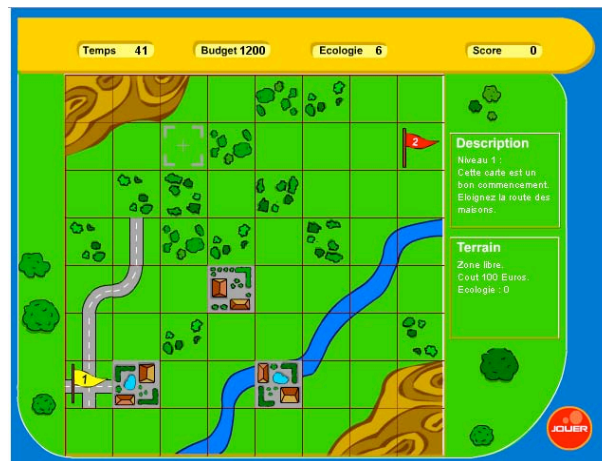 Temps 41 Budget 1200 Ecologie 6 Score 0
2
Description
Niveau 1 :
Cette carte est un
bon commencement.
Eloignez la route des
maisons.
Terrain
Zone libre.
Cout 100 Euros.
Ecologie : 0
1
JOUER